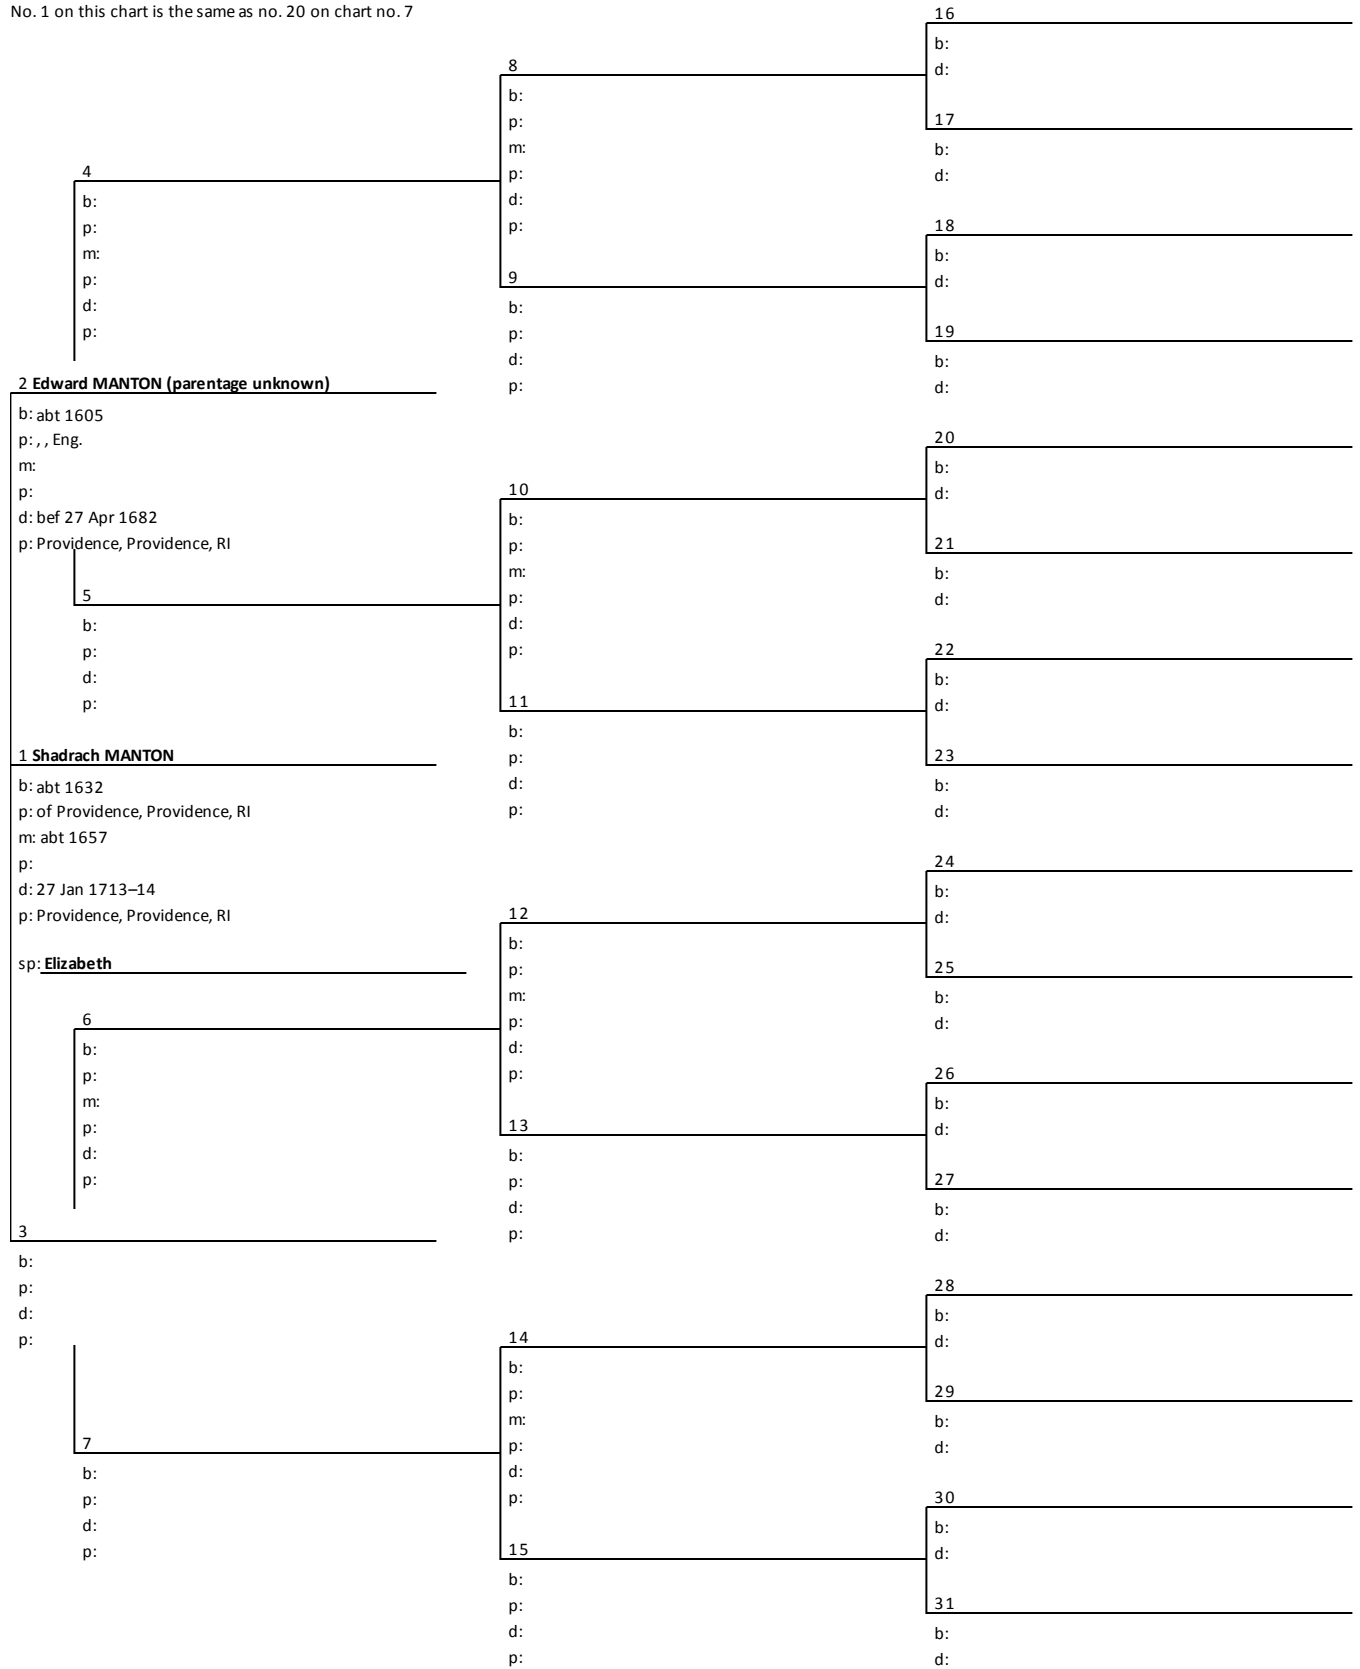 No. 1 on this chart is the same as no. 20 on chart no. 7
16
b:
d:
8
b:
p:
m:
p:
d:
p:
17
b:
d:
4
b:
p:
m:
p:
d:
p:
18
b:
d:
9
b:
p:
d:
p:
19
b:
d:
2 Edward MANTON (parentage unknown)
b: abt 1605
p: , , Eng.
m:
p:
d: bef 27 Apr 1682
p: Providence, Providence, RI
20
b:
d:
10
b:
p:
m:
p:
d:
p:
21
b:
d:
5
b:
p:
d:
p:
22
b:
d:
11
b:
p:
d:
p:
23
b:
d:
1 Shadrach MANTON
b: abt 1632
p: of Providence, Providence, RI
m: abt 1657
p:
d: 27 Jan 1713–14
p: Providence, Providence, RI
sp: Elizabeth
24
b:
d:
12
b:
p:
m:
p:
d:
p:
25
b:
d:
6
b:
p:
m:
p:
d:
p:
26
b:
d:
13
b:
p:
d:
p:
27
b:
d:
3
b:
p:
d:
p:
28
b:
d:
14
b:
p:
m:
p:
d:
p:
29
b:
d:
7
b:
p:
d:
p:
30
b:
d:
15
b:
p:
d:
p:
31
b:
d: